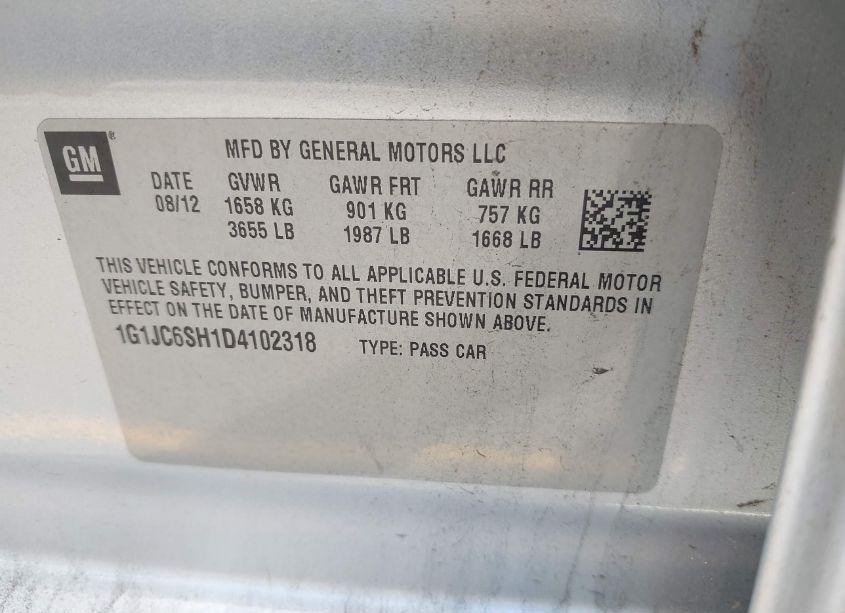 GM®
MFD BY GENERAL MOTORS LLC
DATE GVWR GAWR FRT GAWR RR
08/12 1658 KG 901 KG 757 KG
3655 LB 1987 LB 1668 LB
THIS VEHICLE CONFORMS TO ALL APPLICABLE U.S. FEDERAL MOTOR
VEHICLE SAFETY, BUMPER, AND THEFT PREVENTION STANDARDS IN
EFFECT ON THE DATE OF MANUFACTURE SHOWN ABOVE.
1G1JC6SH1D4102318 TYPE: PASS CAR